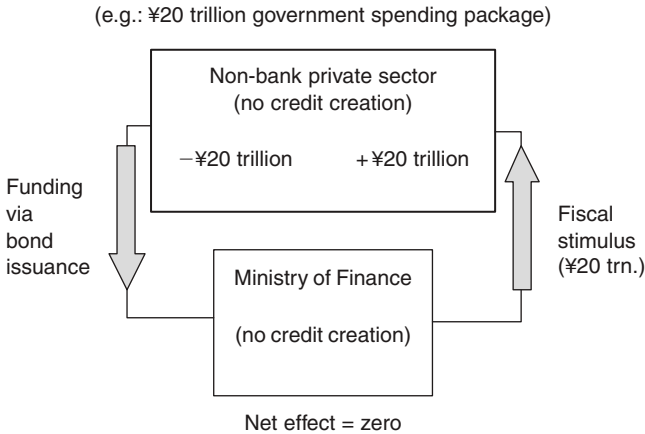 (e.g.: ¥20 trillion government spending package)
Non-bank private sector
(no credit creation)
−¥20 trillion
+¥20 trillion
Funding
via
bond
issuance
Fiscal
stimulus
(¥20 trn.)
Ministry of Finance
(no credit creation)
Net effect = zero